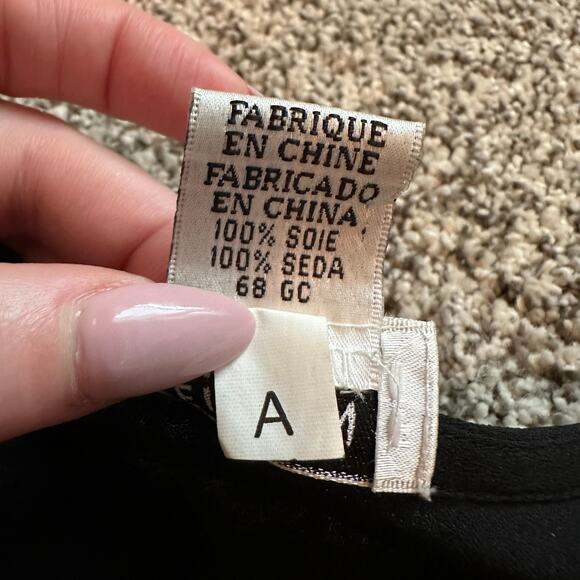 FABRIQUE
EN CHINE
FABRICADO
EN CHINA,
100% SOIE
100% SEDA
68 GC
A